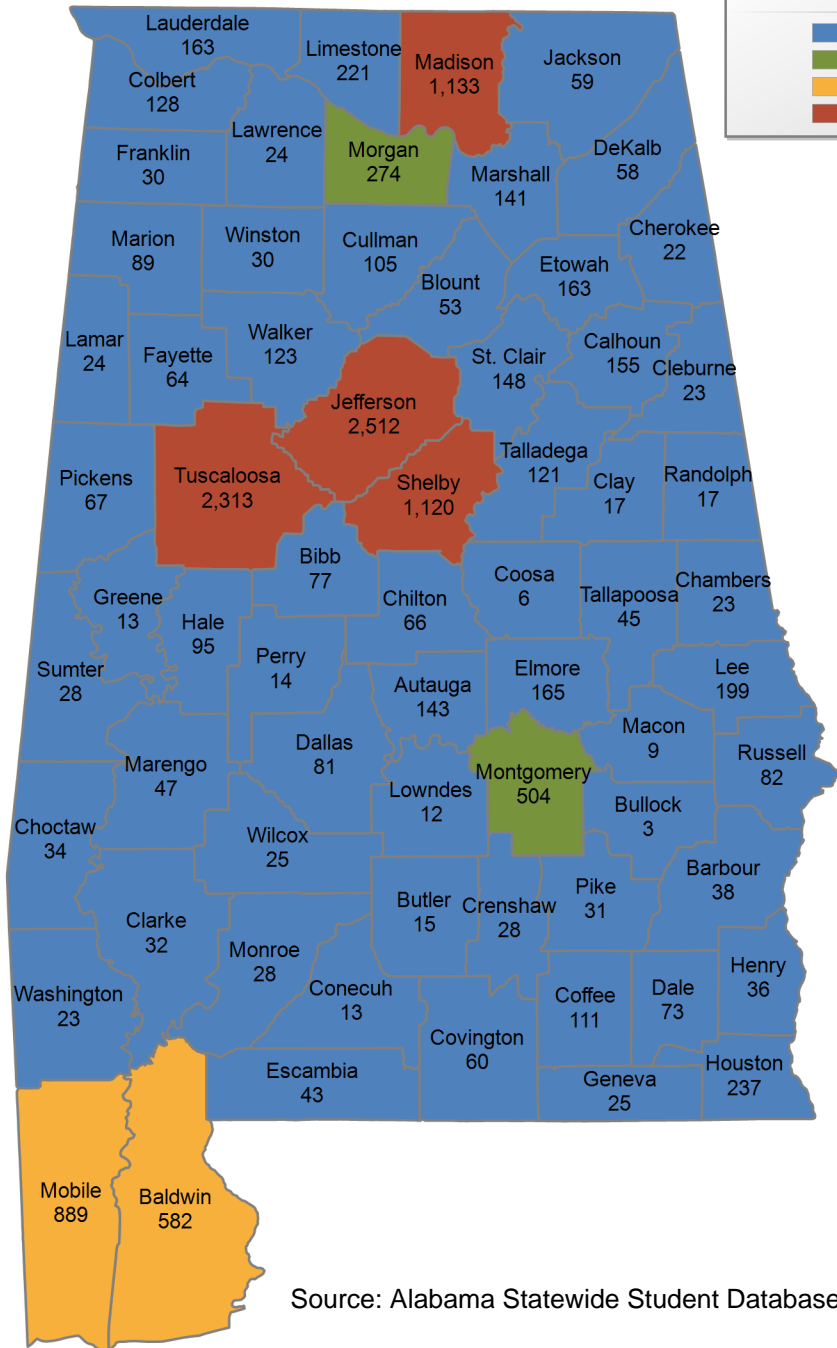 Lauderdale
163
Limestone
221
Madison
1,133
Jackson
59
Colbert
128
Lawrence
24
Franklin
30
Morgan
274
Marshall
141
DeKalb
58
Marion
89
Winston
30
Cullman
105
Blount
53
Etowah
163
Cherokee
22
Lamar
24
Fayette
64
Walker
123
St. Clair
148
Calhoun
155
Cleburne
23
Jefferson
2,512
Pickens
67
Tuscaloosa
2,313
Shelby
1,120
Talladega
121
Clay
17
Randolph
17
Bibb
77
Greene
13
Hale
95
Chilton
66
Coosa
6
Tallapoosa
45
Chambers
23
Sumter
28
Perry
14
Autauga
143
Elmore
165
Lee
199
Marengo
47
Dallas
81
Lowndes
12
Montgomery
504
Macon
9
Russell
82
Bullock
3
Choctaw
34
Wilcox
25
Clarke
32
Butler
15
Crenshaw
28
Pike
31
Barbour
38
Monroe
28
Washington
23
Conecuh
13
Covington
60
Coffee
111
Dale
73
Henry
36
Escambia
43
Geneva
25
Houston
237
Mobile
889
Baldwin
582
Source: Alabama Statewide Student Database